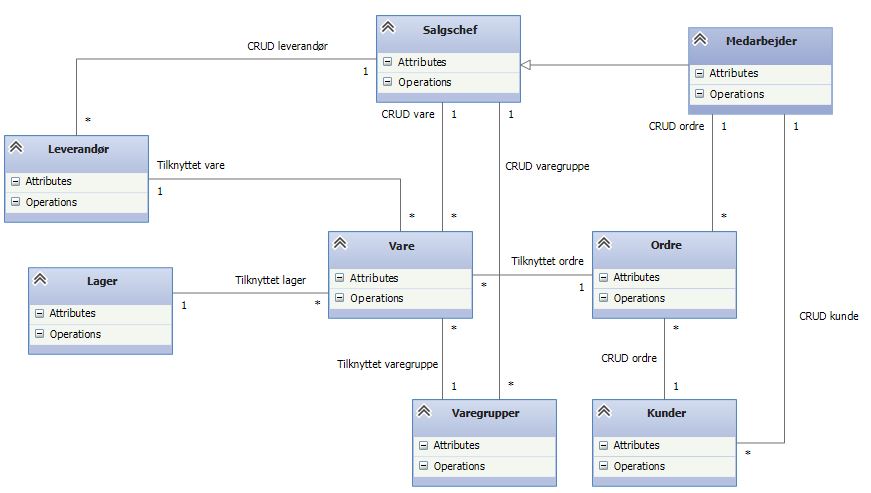 Salgschef
Attributes
Operations
Medarbejder
Attributes
Operations
CRUD leverandør
1
*
CRUD vare
1
1
CRUD ordre
1
1
Leverandør
Attributes
Operations
Tilknyttet vare
1
CRUD varegruppe
*
*
*
Vare
Attributes
Operations
Ordre
Attributes
Operations
Lager
Attributes
Operations
Tilknyttet lager
1
*
Tilknyttet ordre
*
1
CRUD kunde
*
*
Tilknyttet varegruppe
CRUD ordre
1
*
1
Varegrupper
Attributes
Operations
Kunder
Attributes
Operations
*